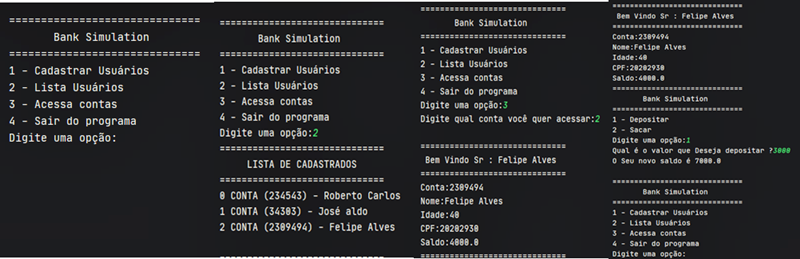 ==============================
Bank Simulation
==============================
1 - Cadastrar Usuários
2 - Lista Usuários
3 - Acessa contas
4 - Sair do programa
Digite uma opção:
==============================
Bank Simulation
==============================
1 - Cadastrar Usuários
2 - Lista Usuários
3 - Acessa contas
4 - Sair do programa
Digite uma opção:2
==============================
LISTA DE CADASTRADOS
==============================
0 CONTA (234543) - Roberto Carlos
1 CONTA (34303) - José aldo
2 CONTA (2309494) - Felipe Alves
==============================
==============================
Bank Simulation
==============================
1 - Cadastrar Usuários
2 - Lista Usuários
3 - Acessa contas
4 - Sair do programa
Digite uma opção:3
Digite qual conta você quer acessar:2
==============================
Bem Vindo Sr : Felipe Alves
==============================
Conta:2309494
Nome:Felipe Alves
Idade:40
CPF:20202930
Saldo:4000.0
==============================
==============================
Bem Vindo Sr : Felipe Alves
==============================
Conta:2309494
Nome:Felipe Alves
Idade:40
CPF:20202930
Saldo:4000.0
==============================
Bank Simulation
==============================
1 - Depositar
2 - Sacar
Digite uma opção:1
Qual é o valor que Deseja depositar ?3000
O Seu novo saldo é 7000.0
==============================
Bank Simulation
==============================
1 - Cadastrar Usuários
2 - Lista Usuários
3 - Acessa contas
4 - Sair do programa
Digite uma opção: